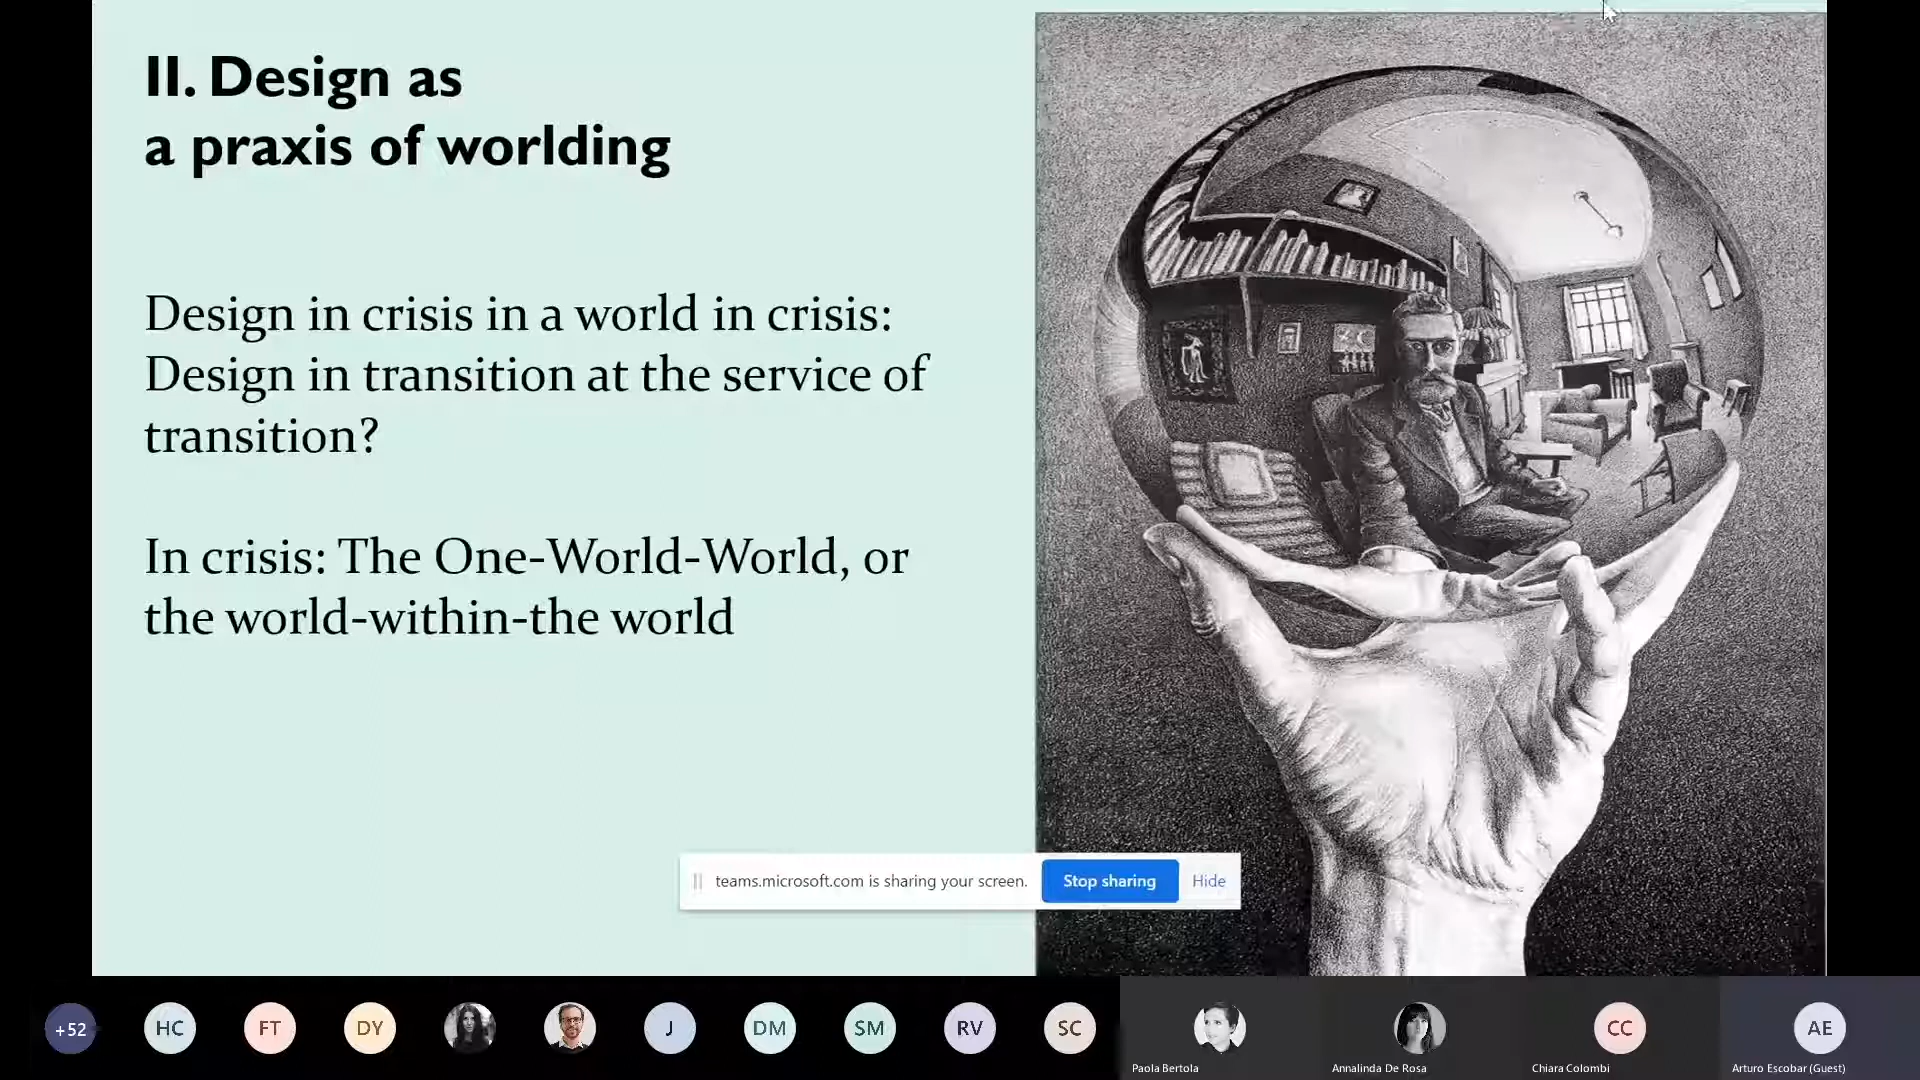 II. Design as
a praxis of worlding
Design in crisis in a world in crisis:
Design in transition at the service of
transition?
In crisis: The One-World-World, or
the world-within-the world
teams.microsoft.com is sharing your screen.
Stop sharing
Hide
+52
HC
FT
DY
J
DM
SM
RV
SC
CC
AE
Paola Bertola
Annalinda De Rosa
Chiara Colombi
Arturo Escobar (Guest)